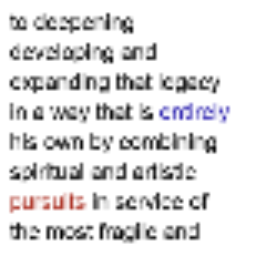 to deepening
developing and
expanding that legacy
in a way that is entirely
his own by combining
spiritual and artistic
pursuits in service of
the most fragile and